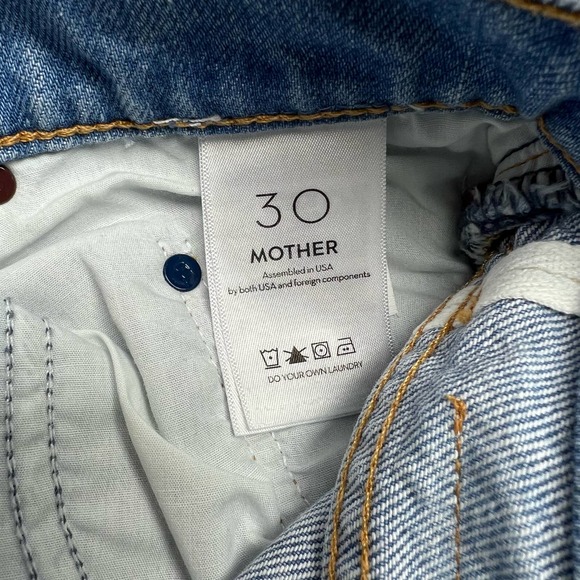 30
MOTHER
Assembled in USA
by both USA and foreign components
DO YOUR OWN LAUNDRY